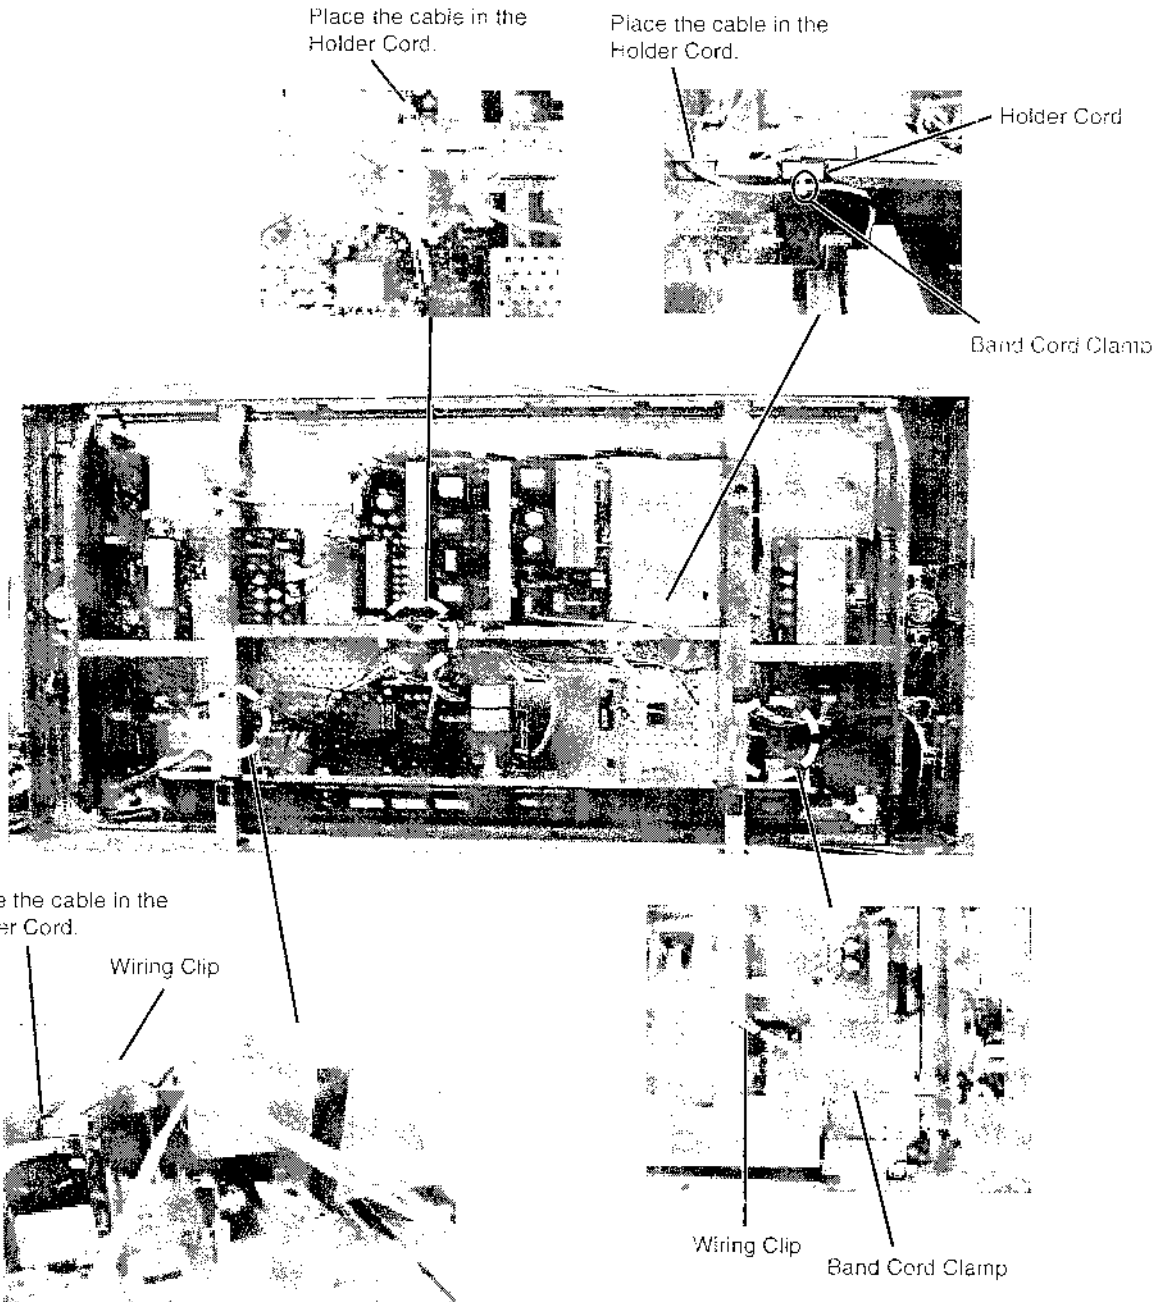 Place the cable in the
Holder Cord.
Place the cable in the
Holder Cord.
Holder Cord
Band Cord Clamp
e the cable in the
er Cord.
Wiring Clip
Wiring Clip
Band Cord Clamp